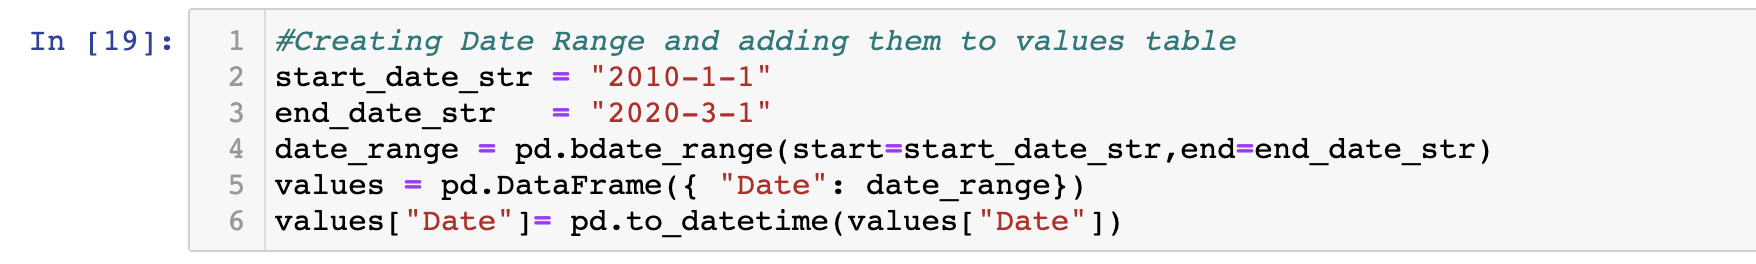 In [19]:
1 #Creating Date Range and adding them to values table
2 start_date_str = "2010-1-1"
3 end_date_str   = "2020-3-1"
4 date_range = pd.bdate_range(start=start_date_str,end=end_date_str)
5 values = pd.DataFrame({ "Date": date_range})
6 values["Date"]= pd.to_datetime(values["Date"])